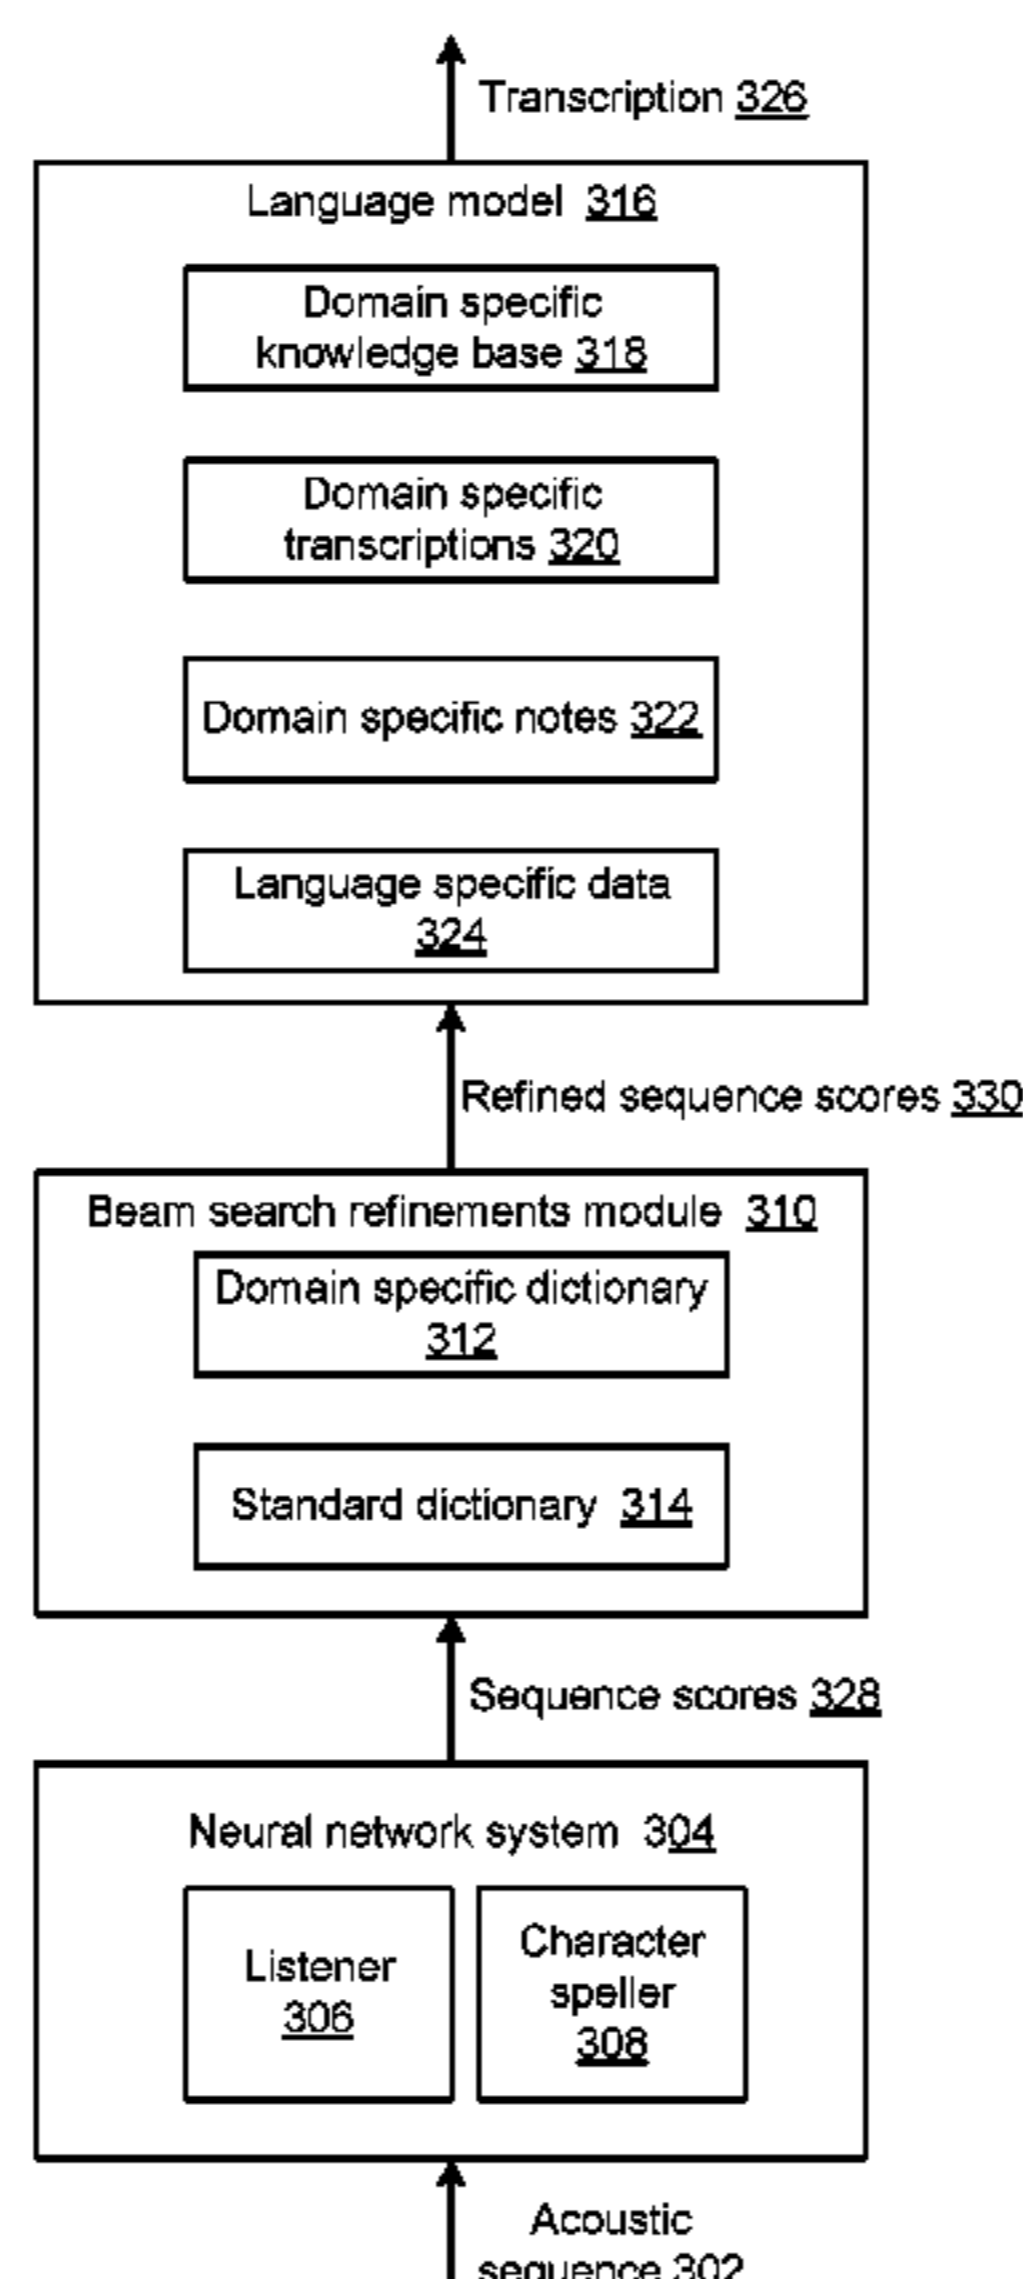 Transcription 326
Language model 316
Domain specific
knowledge base 318
Domain specific
transcriptions 320
Domain specific notes 322
Language specific data
324
Refined sequence scores 330
Beam search refinements module 310
Domain specific dictionary
312
Standard dictionary 314
Sequence scores 328
Neural network system 304
Listener
306
Character
speller
308
Acoustic
sequence 302